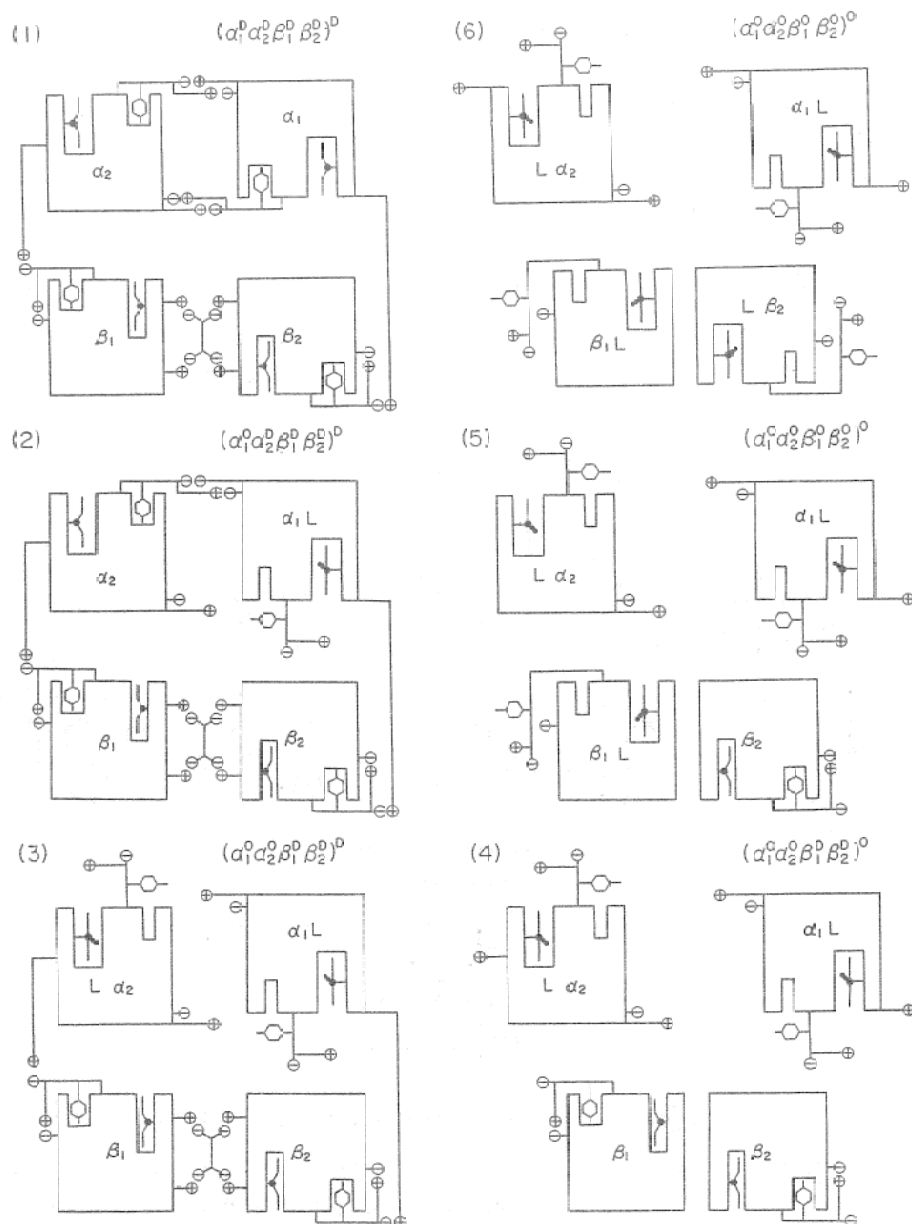 (1) (α₁ᴰα₂ᴰβ₁ᴰβ₂ᴰ)ᴰ
α₁
α₂
β₁
β₂
(2) (α₁ᴼα₂ᴰβ₁ᴰβ₂ᴰ)ᴰ
α₁ L
α₂
β₁
β₂
(3) (α₁ᴼα₂ᴼβ₁ᴰβ₂ᴰ)ᴰ
α₁ L
L α₂
β₁
β₂
(6) (α₁ᴼα₂ᴼβ₁ᴼβ₂ᴼ)ᴼ
α₁ L
L α₂
L β₂
β₁ L
(5) (α₁ᴼα₂ᴼβ₁ᴼβ₂ᴼ)ᴼ
α₁ L
L α₂
β₂
β₁ L
(4) (α₁ᴼα₂ᴼβ₁ᴰβ₂ᴰ)ᴼ
α₁ L
L α₂
β₁
β₂